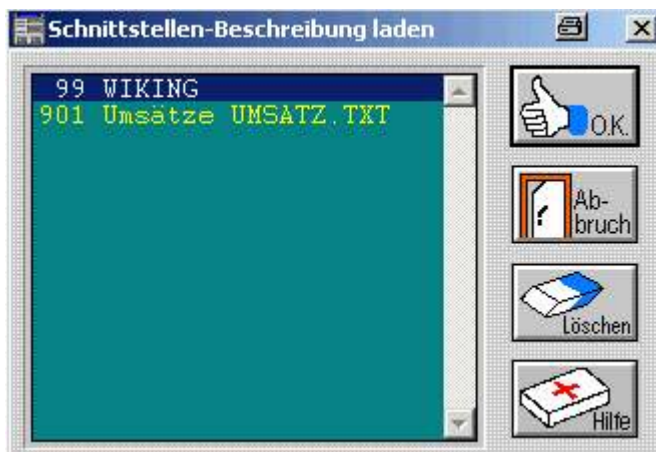 Schnittstellen-Beschreibung laden
99 WIKING
901 Umsätze UMSATZ.TXT
O.K.
Ab-
bruch
Löschen
Hilfe